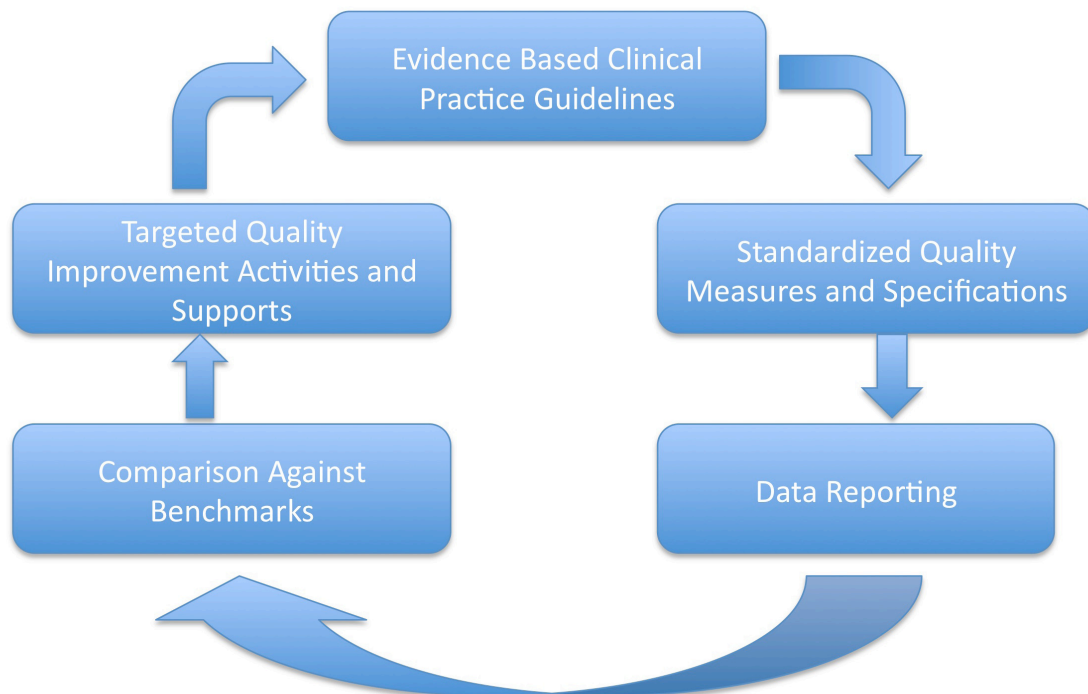 Evidence Based Clinical
Practice Guidelines
Targeted Quality
Improvement Activities and
Supports
Standardized Quality
Measures and Specifications
Comparison Against
Benchmarks
Data Reporting